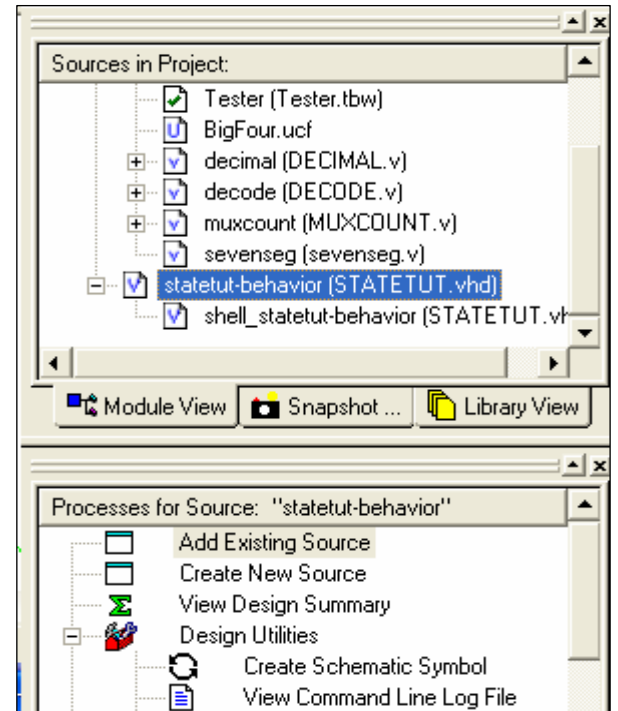 Sources in Project:
Tester (Tester.tbw)
BigFour.ucf
decimal (DECIMAL.v)
decode (DECODE.v)
muxcount (MUXCOUNT.v)
sevenseg (sevenseg.v)
statetut-behavior (STATETUT.vhd)
shell_statetut-behavior (STATETUT.vh
Module View Snapshot ... Library View
Processes for Source: "statetut-behavior"
Add Existing Source
Create New Source
View Design Summary
Design Utilities
Create Schematic Symbol
View Command Line Log File